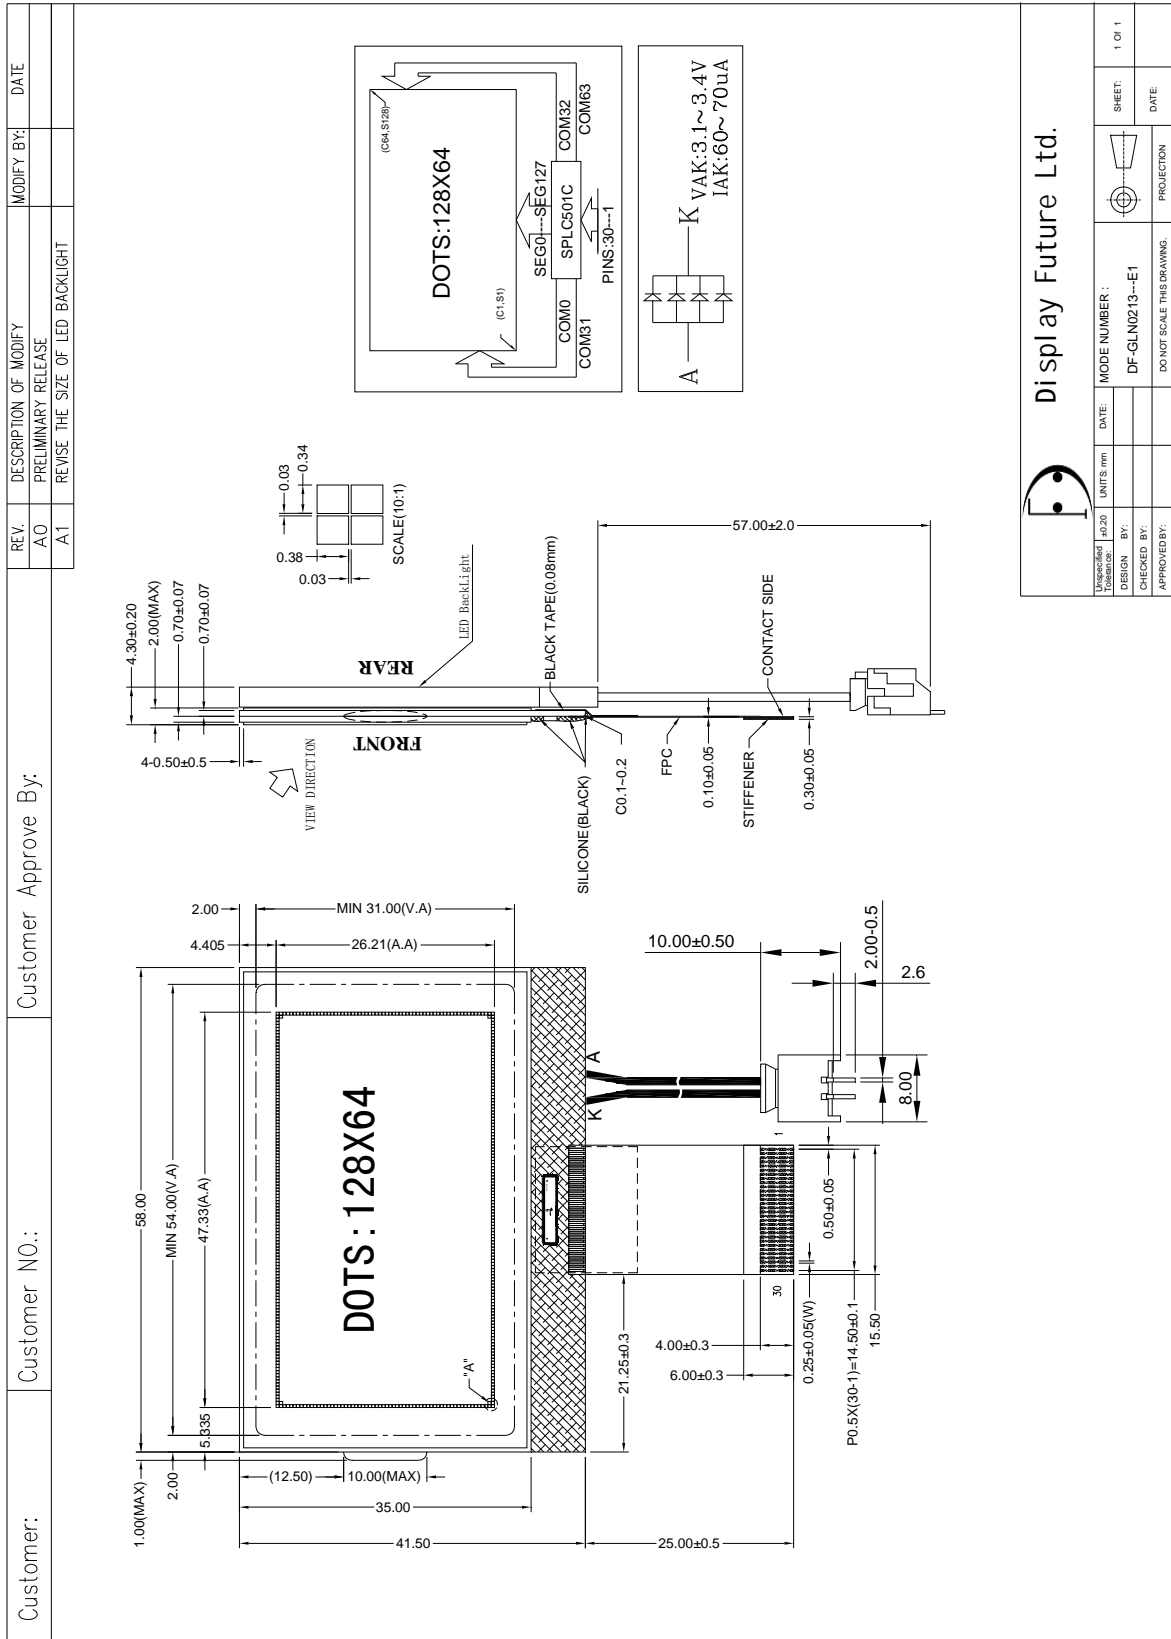 Customer:
Customer NO.:
Customer Approve By:
REV.
DESCRIPTION OF MODIFY
MODIFY BY:
DATE
A0
PRELIMINARY RELEASE
A1
REVISE THE SIZE OF LED BACKLIGHT
1.00(MAX)
2.00
5.335
58.00
MIN 54.00(V.A)
47.33(A.A)
2.00
4.405
MIN 31.00(V.A)
26.21(A.A)
DOTS:128X64
"A"
(12.50)
10.00(MAX)
35.00
41.50
25.00±0.5
21.25±0.3
K
A
10.00±0.50
2.00-0.5
2.6
8.00
1
30
4.00±0.3
6.00±0.3
0.25±0.05(W)
0.50±0.05
P0.5X(30-1)=14.50±0.1
15.50
4.30±0.20
2.00(MAX)
0.70±0.07
0.70±0.07
4-0.50±0.5
VIEW DIRECTION
FRONT
REAR
LED BackLight
BLACK TAPE(0.08mm)
SILICONE(BLACK)
C0.1~0.2
FPC
0.10±0.05
STIFFENER
0.30±0.05
CONTACT SIDE
57.00±2.0
0.38
0.03
0.03
0.34
SCALE(10:1)
(C64,S128)
DOTS:128X64
(C1,S1)
SEG0----SEG127
COM0
COM31
SPLC501C
COM32
COM63
PINS:30---1
A
K
VAK:3.1~3.4V
IAK:60~70uA
Display Future Ltd.
Unspecified
Tolerance:
±0.20
UNITS: mm
DATE:
MODE NUMBER :
DF-GLN0213---E1
DESIGN BY:
CHECKED BY:
APPROVED BY:
DO NOT SCALE THIS DRAWING.
PROJECTION
SHEET:
1 Of 1
DATE: